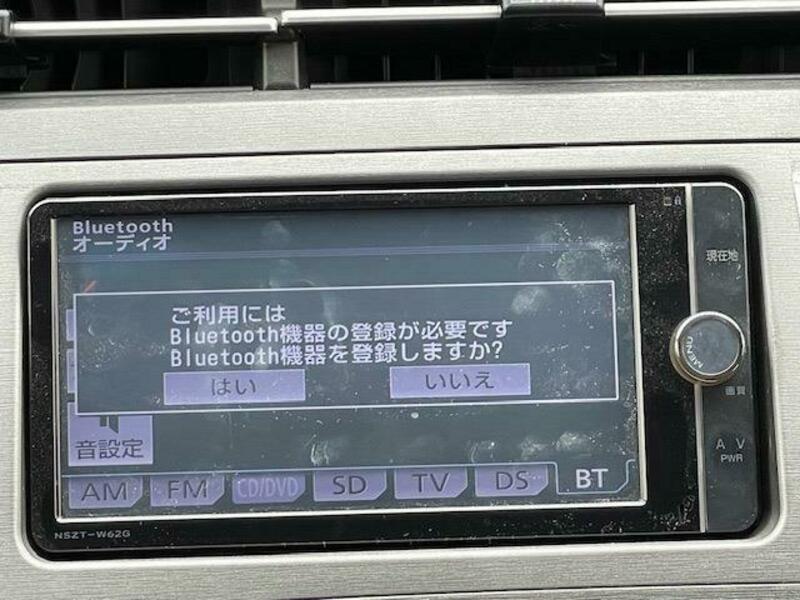 Bluetooth
オーディオ
現在地
ご利用には
Bluetooth機器の登録が必要です
Bluetooth機器を登録しますか?
はい いいえ
MENU
画質
音設定
AV
PWR
AM FM CD/DVD SD TV DS BT
NSZT-W62G